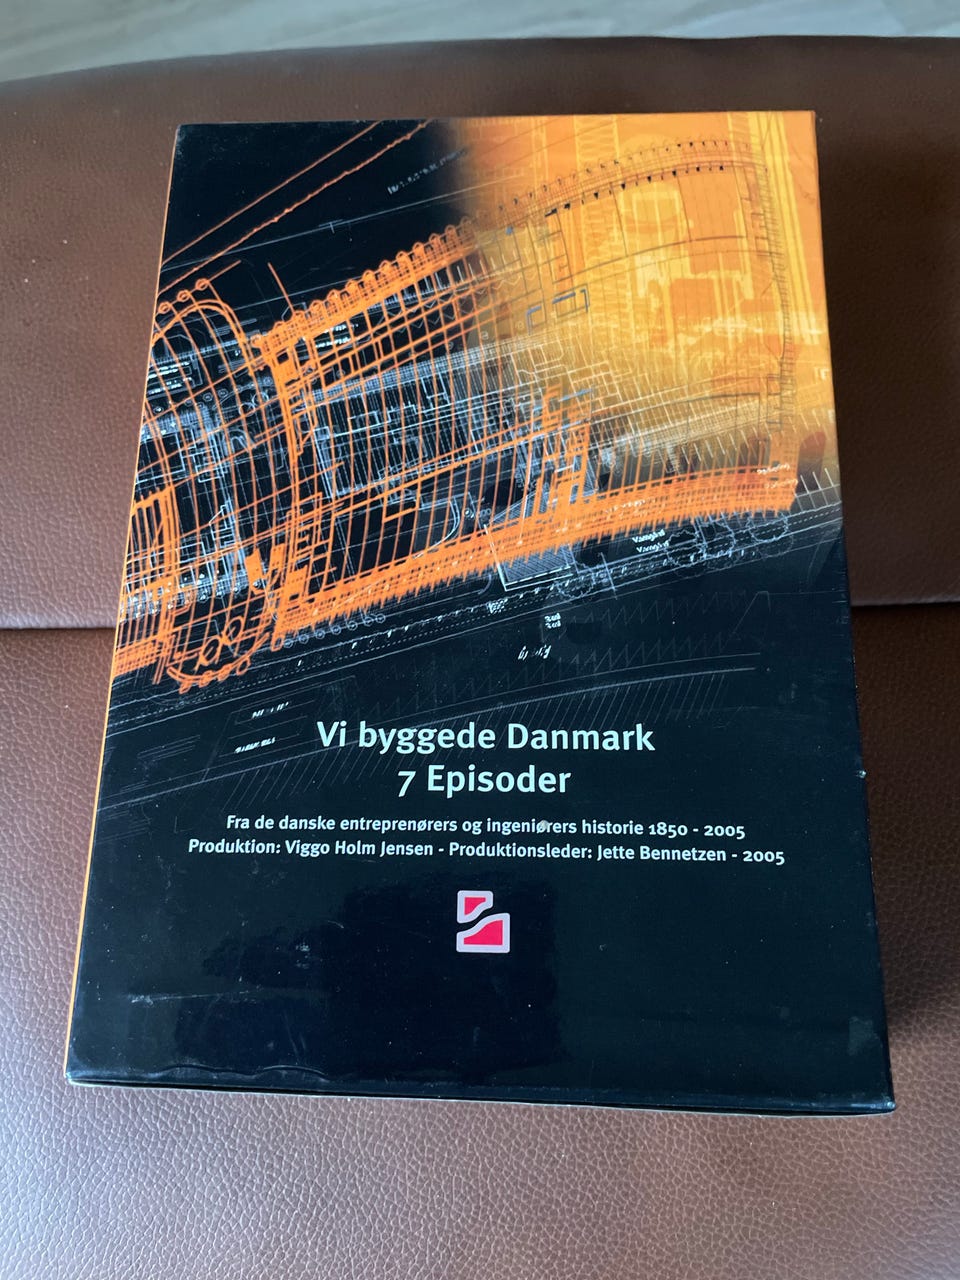 Vi byggede Danmark
7 Episoder
Fra de danske entreprenørers og ingeniørers historie 1850 - 2005
Produktion: Viggo Holm Jensen - Produktionsleder: Jette Bennetzen - 2005